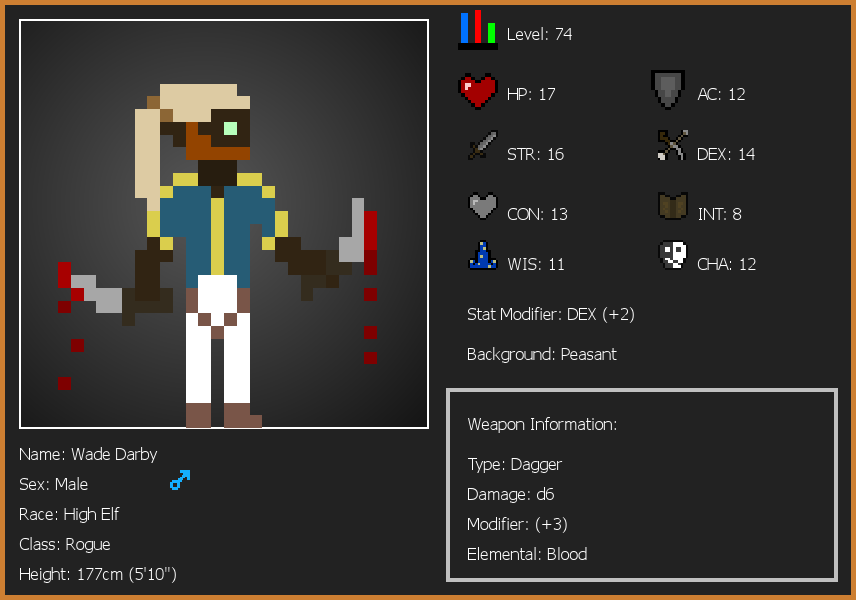 Level: 74
HP: 17
AC: 12
STR: 16
DEX: 14
CON: 13
INT: 8
WIS: 11
CHA: 12
Stat Modifier: DEX (+2)
Background: Peasant
Weapon Information:
Type: Dagger
Damage: d6
Modifier: (+3)
Elemental: Blood
Name: Wade Darby
Sex: Male
Race: High Elf
Class: Rogue
Height: 177cm (5'10")